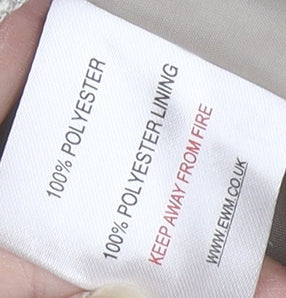 100% POLYESTER
100% POLYESTER LINING
KEEP AWAY FROM FIRE
WWW.EWM.CO.UK